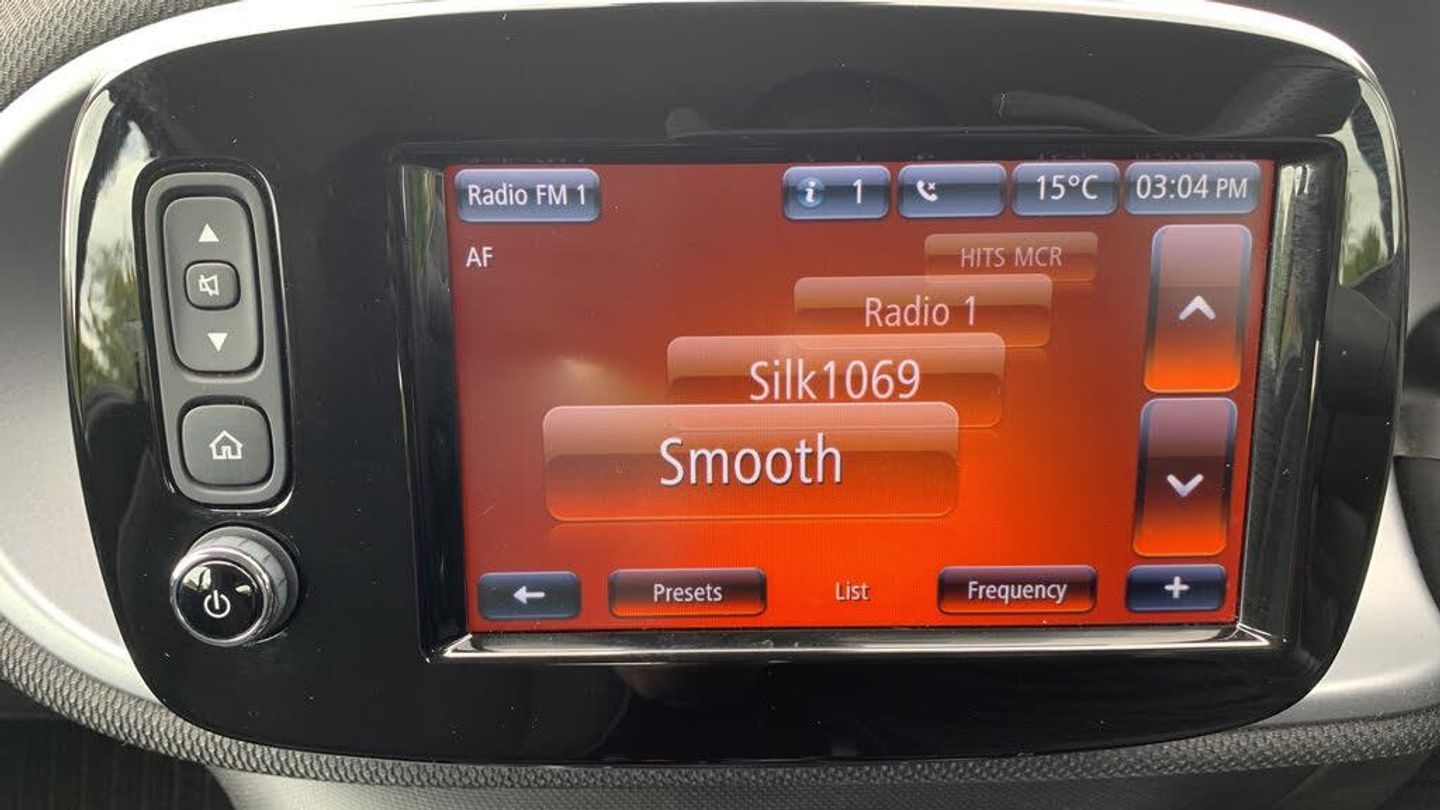 Radio FM 1
i 1
15°C
03:04 PM
AF
HITS MCR
Radio 1
Silk1069
Smooth
Presets
List
Frequency